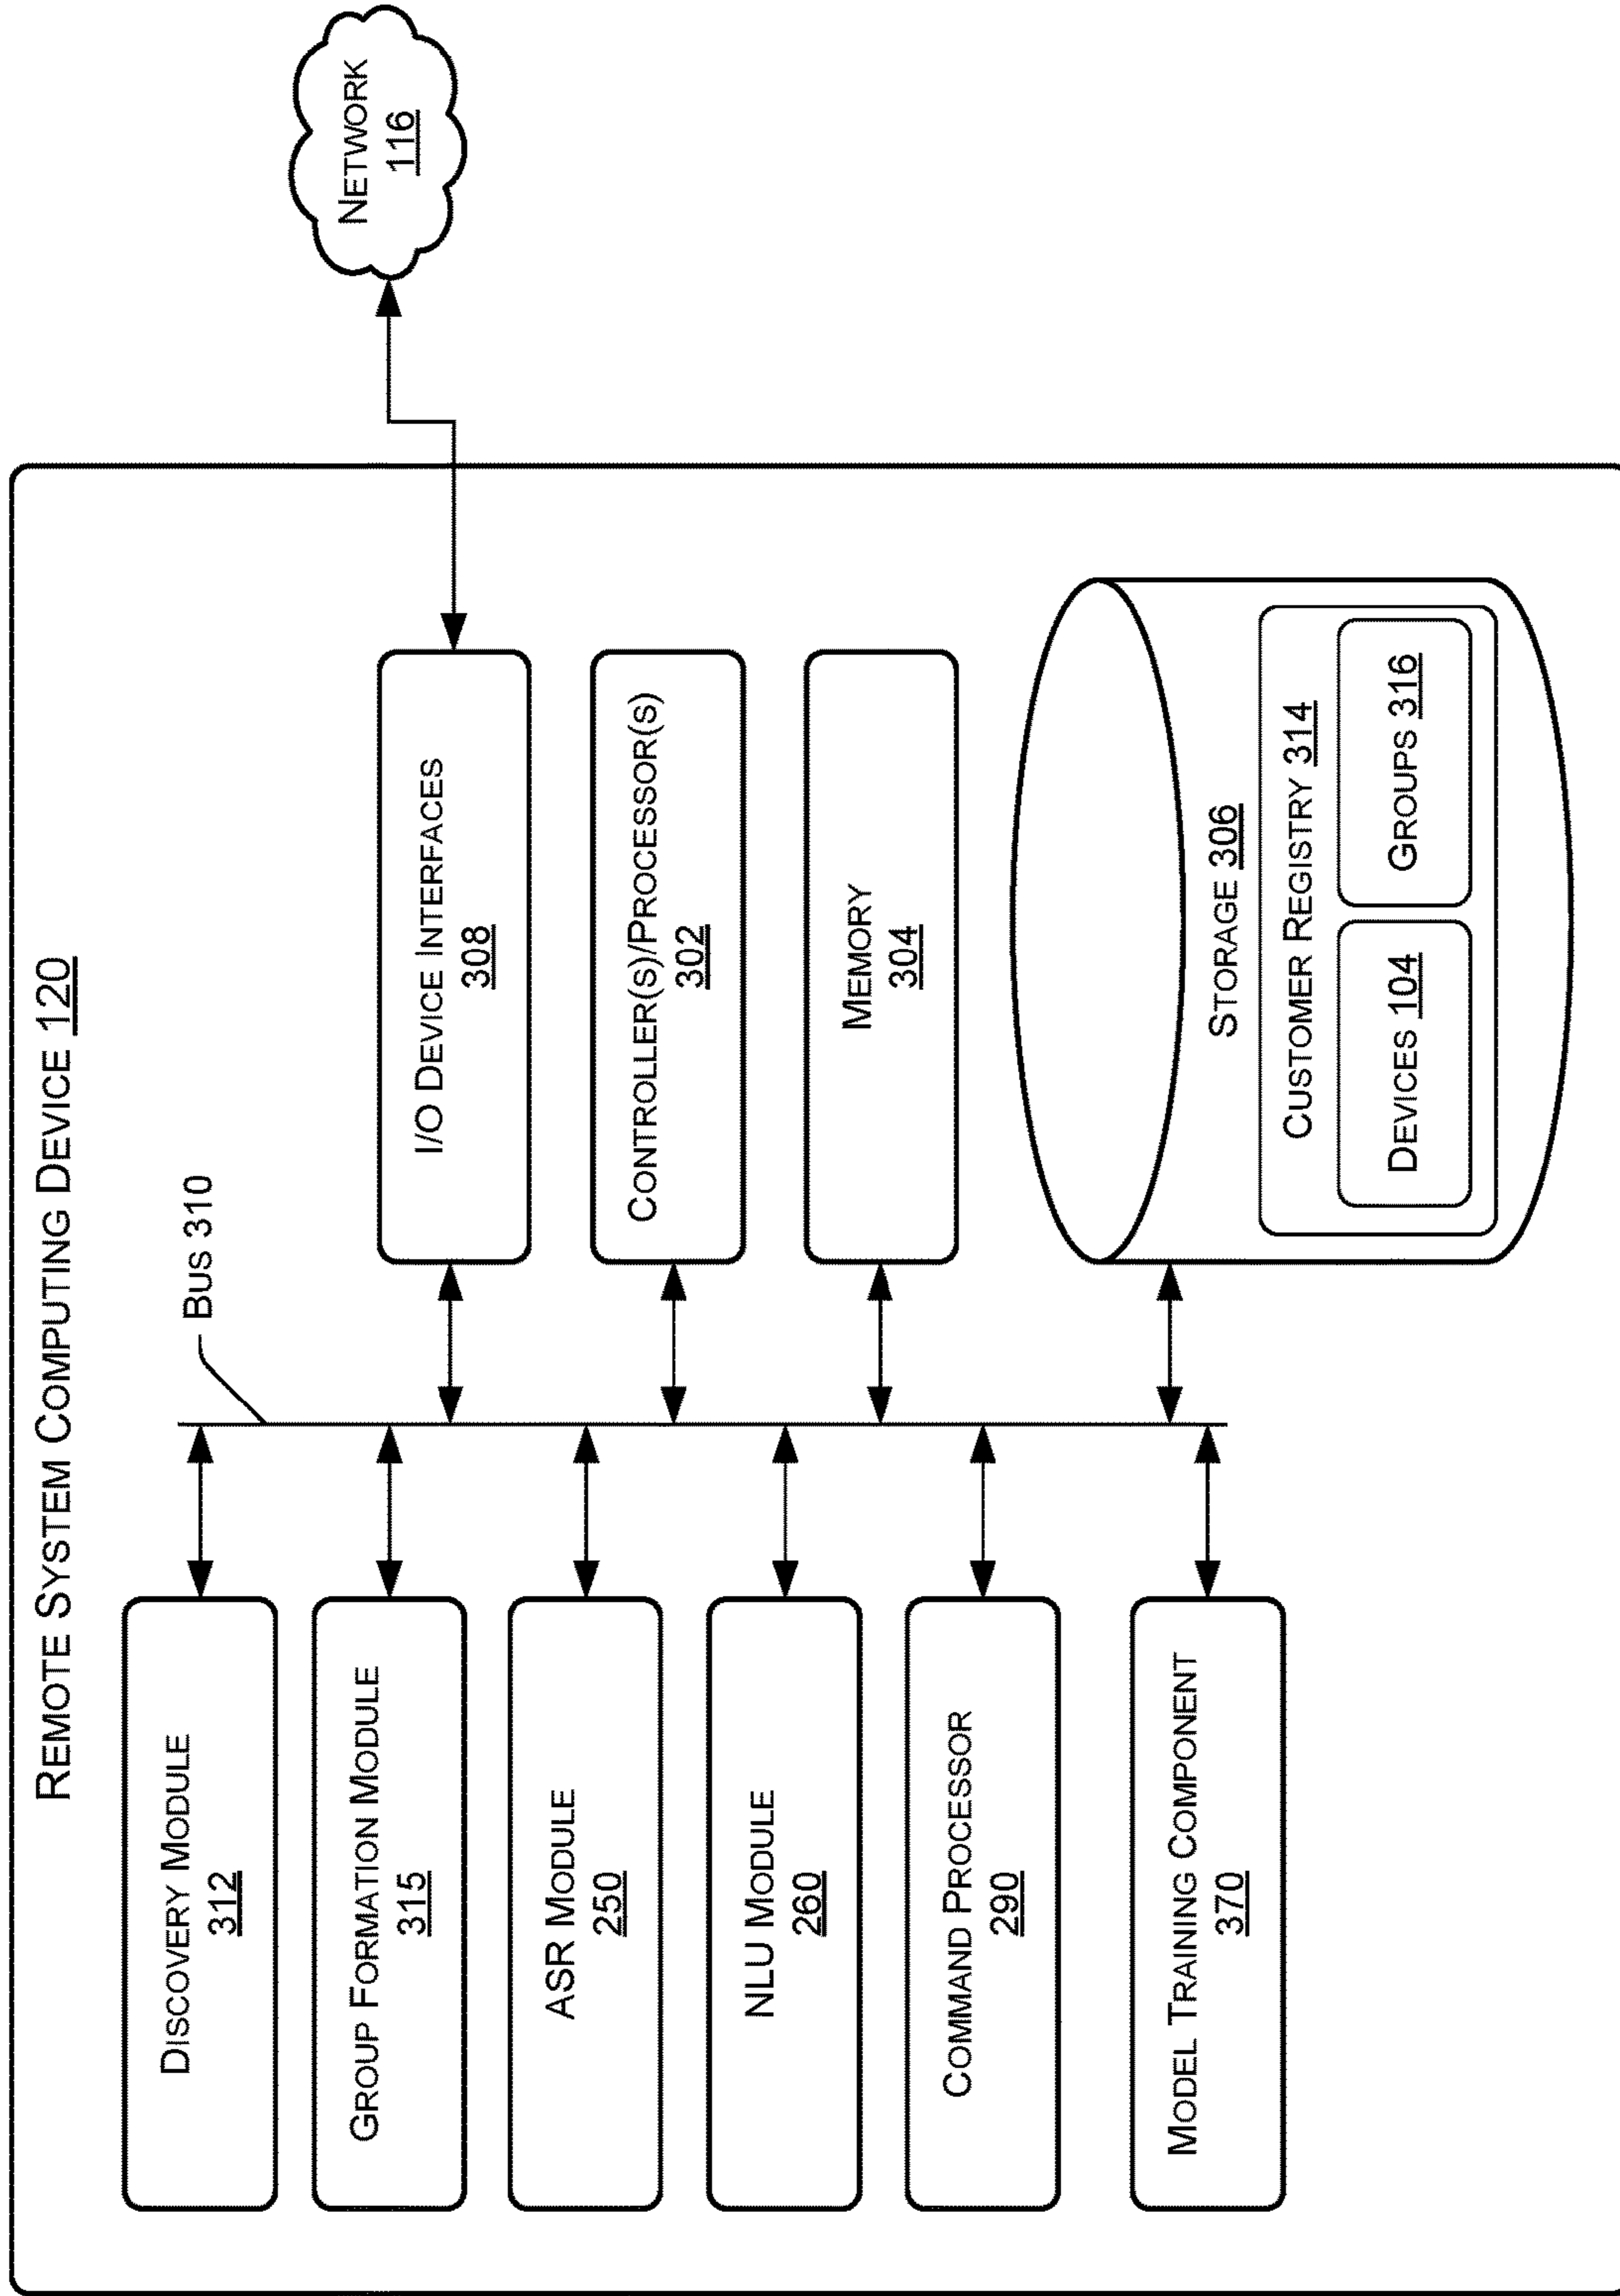 REMOTE SYSTEM COMPUTING DEVICE 120
BUS 310
DISCOVERY MODULE
312
GROUP FORMATION MODULE
315
ASR MODULE
250
NLU MODULE
260
COMMAND PROCESSOR
290
MODEL TRAINING COMPONENT
370
I/O DEVICE INTERFACES
308
CONTROLLER(S)/PROCESSOR(S)
302
MEMORY
304
STORAGE 306
CUSTOMER REGISTRY 314
DEVICES 104
GROUPS 316
NETWORK
116